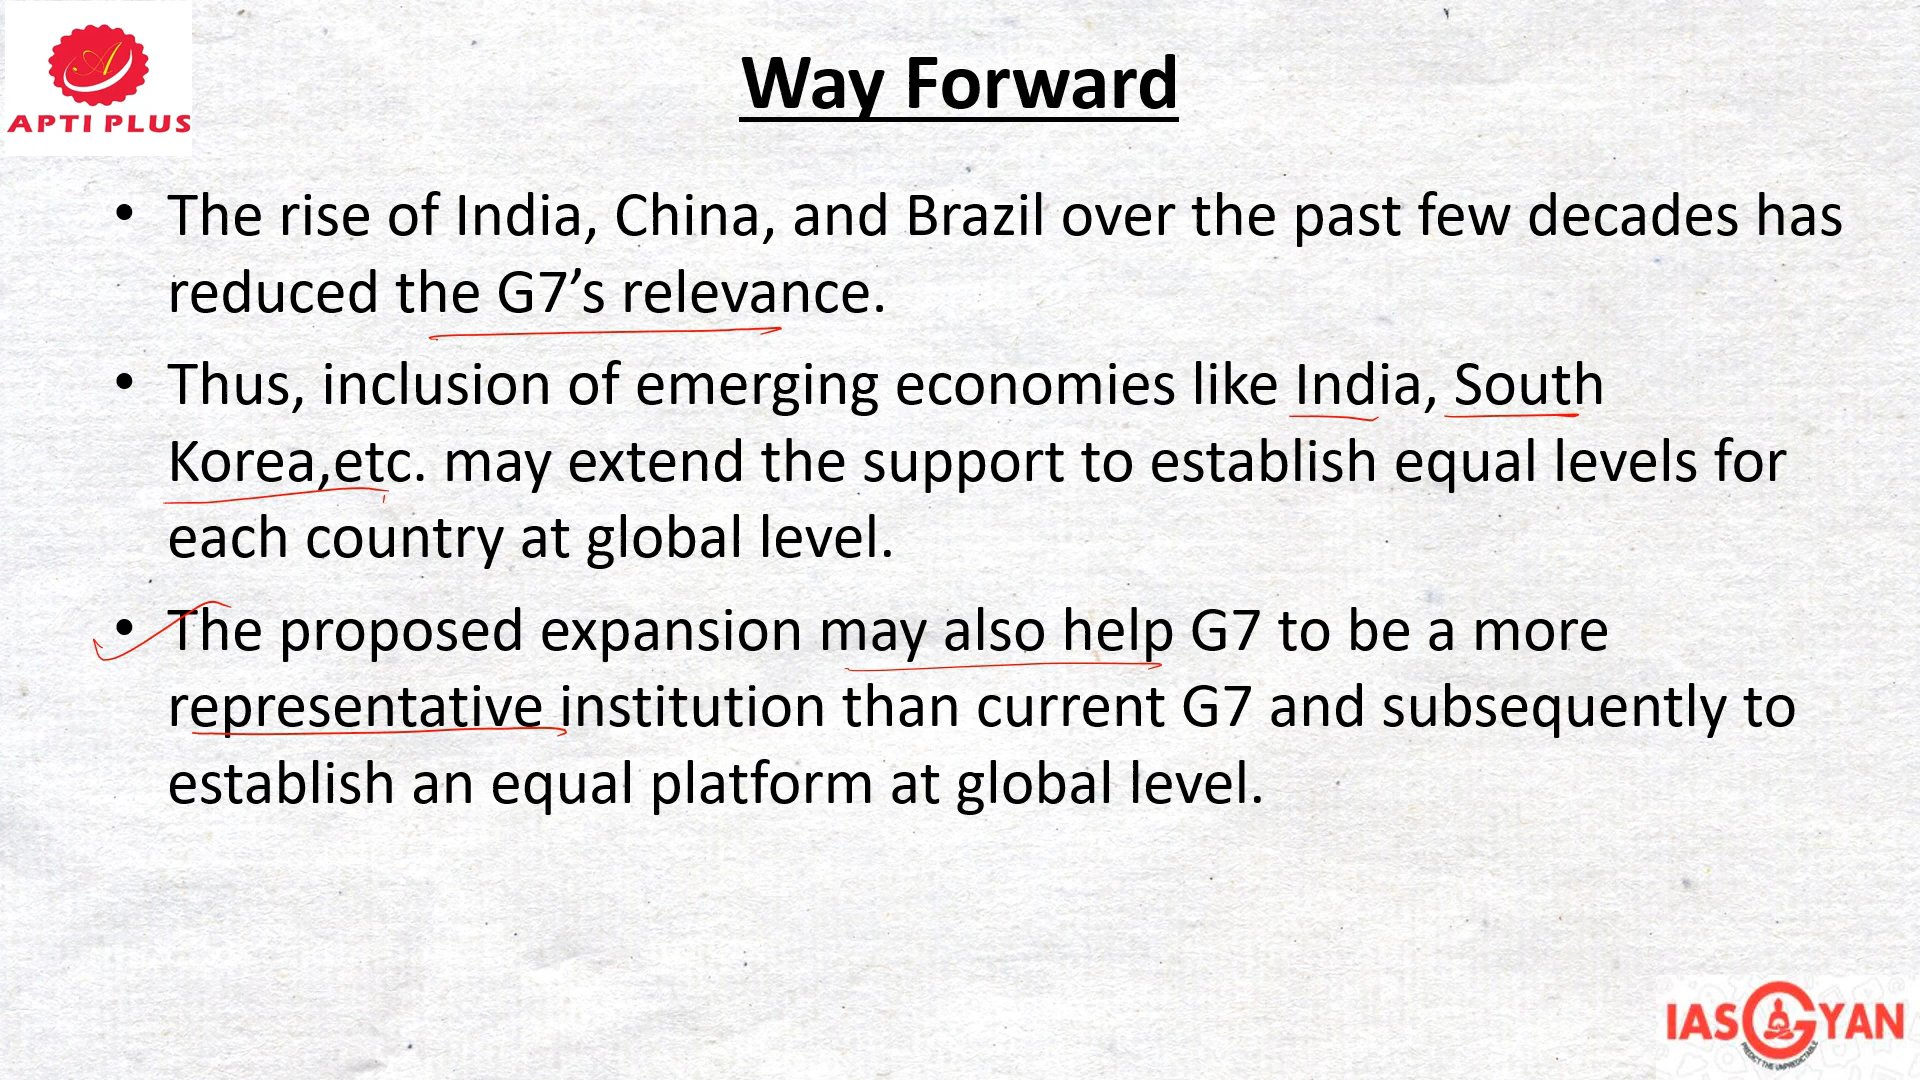 APTI PLUS
Way Forward
• The rise of India, China, and Brazil over the past few decades has
reduced the G7’s relevance.
• Thus, inclusion of emerging economies like India, South
Korea,etc. may extend the support to establish equal levels for
each country at global level.
• The proposed expansion may also help G7 to be a more
representative institution than current G7 and subsequently to
establish an equal platform at global level.
IASGYAN
PREDICT THE UNPREDICTABLE